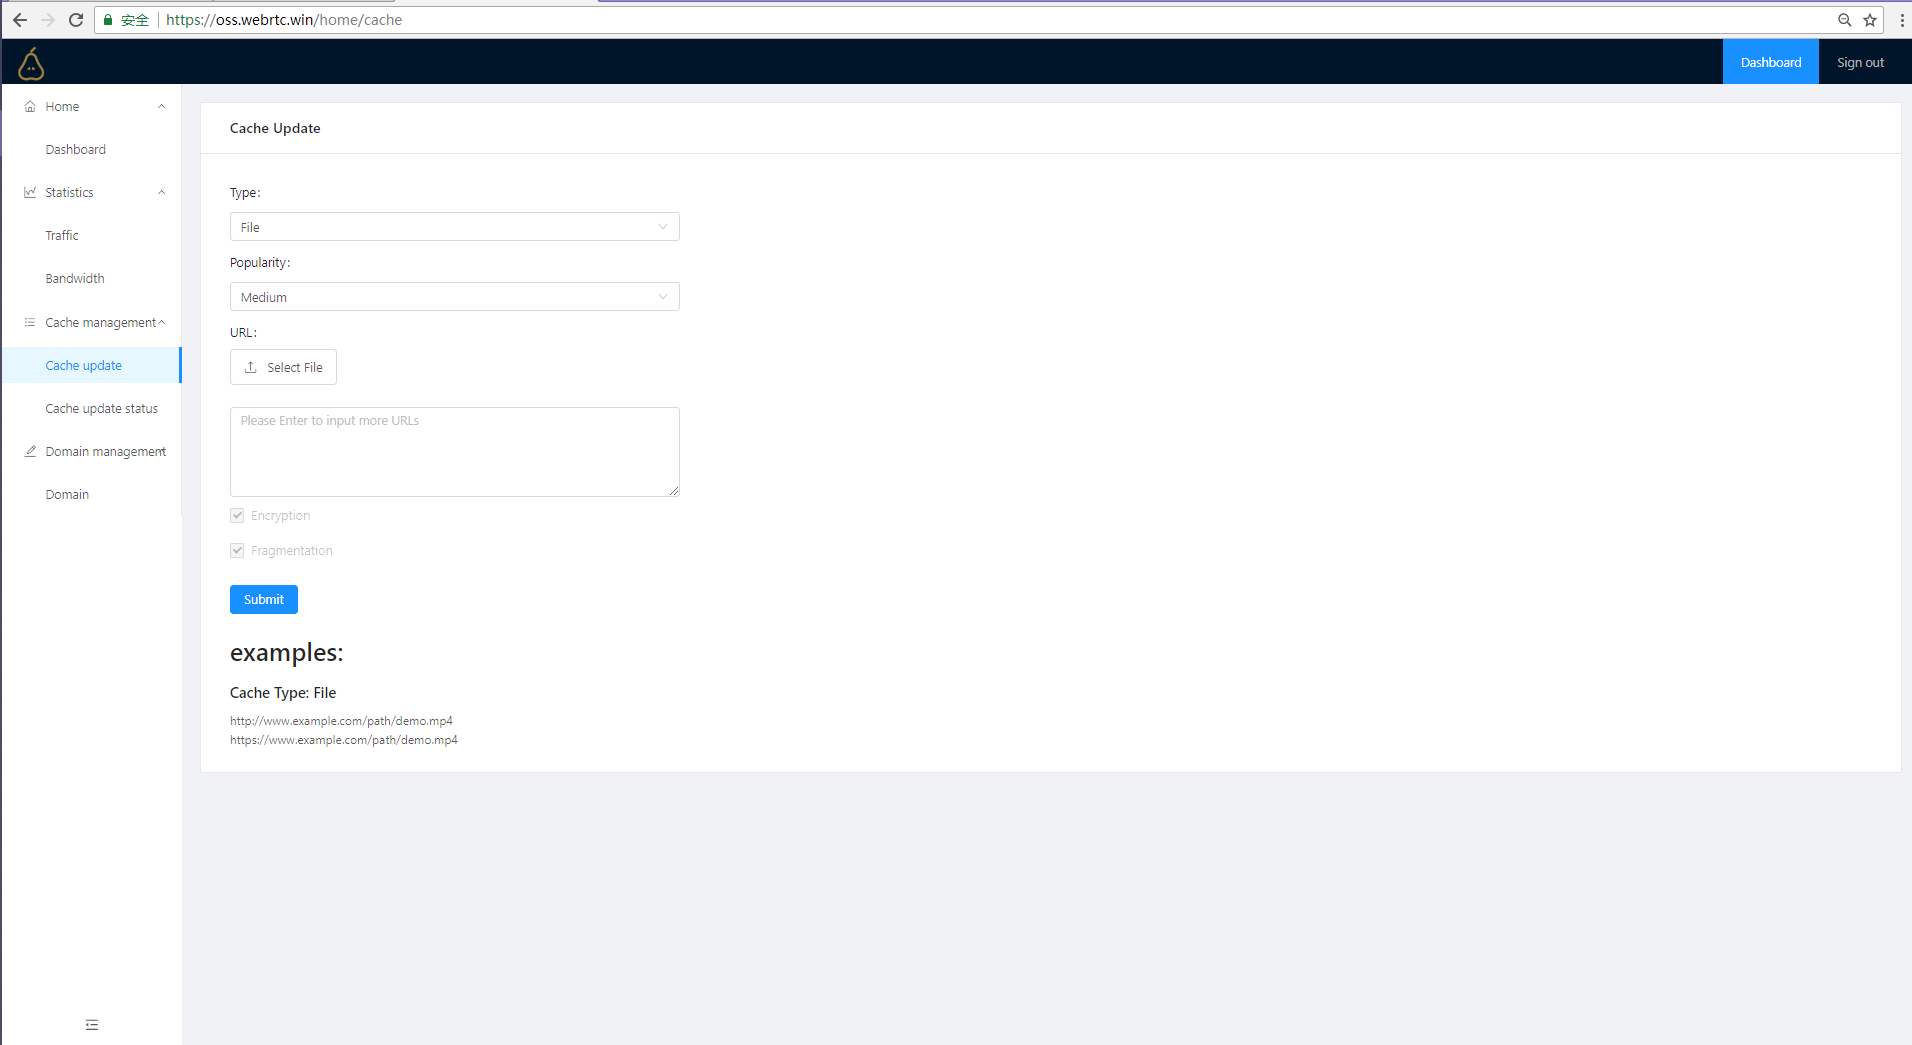 安全 https://oss.webrtc.win/home/cache
Dashboard Sign out
Home
Dashboard
Statistics
Traffic
Bandwidth
Cache management
Cache update
Cache update status
Domain management
Domain
Cache Update
Type:
File
Popularity:
Medium
URL:
Select File
Please Enter to input more URLs
Encryption
Fragmentation
Submit
examples:
Cache Type: File
http://www.example.com/path/demo.mp4
https://www.example.com/path/demo.mp4